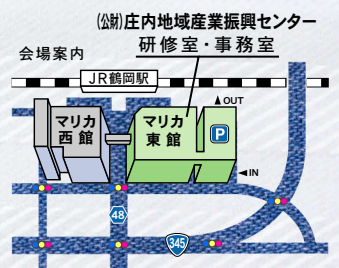 (公財)庄内地域産業振興センター
研修室・事務室
会場案内
JR鶴岡駅
OUT
マリカ
西館
マリカ
東館
P
IN
48
345